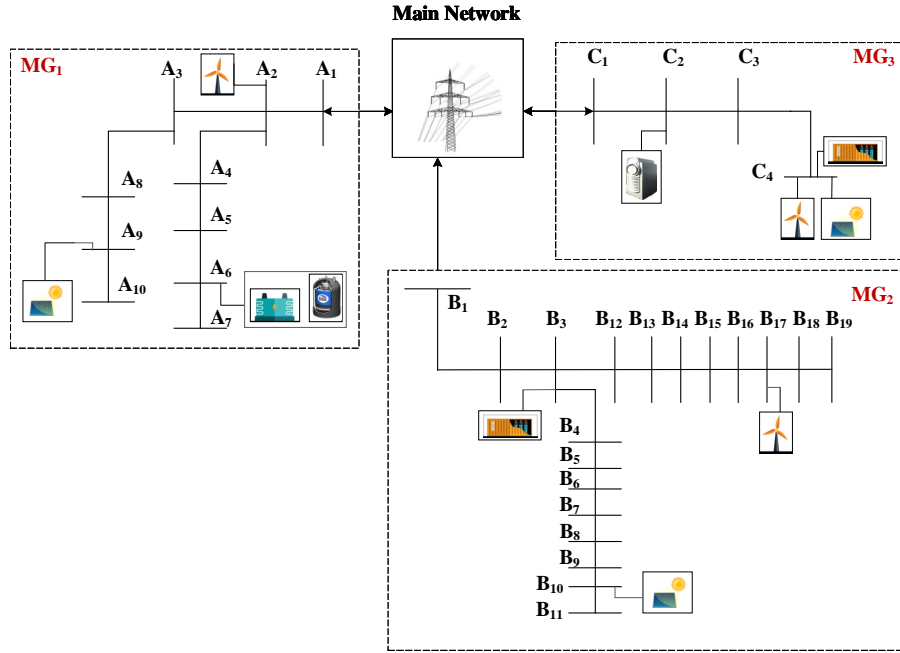 Main Network
MG₁
A₃
A₂
A₁
A₈
A₄
A₉
A₅
A₁₀
A₆
A₇
C₁
C₂
C₃
MG₃
C₄
MG₂
B₁
B₂
B₃
B₁₂
B₁₃
B₁₄
B₁₅
B₁₆
B₁₇
B₁₈
B₁₉
B₄
B₅
B₆
B₇
B₈
B₉
B₁₀
B₁₁